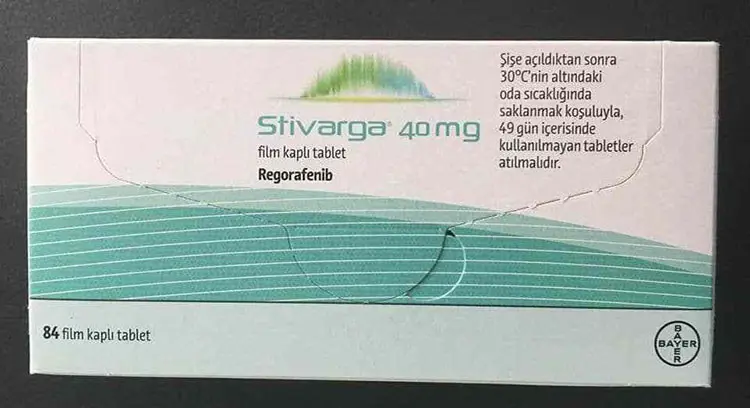 Stivarga® 40 mg
film kaplı tablet
Regorafenib
Şişe açıldıktan sonra
30°C'nin altındaki
oda sıcaklığında
saklanmak koşuluyla,
49 gün içerisinde
kullanılmayan tabletler
atılmalıdır.
84 film kaplı tablet
BAYER
BAYER